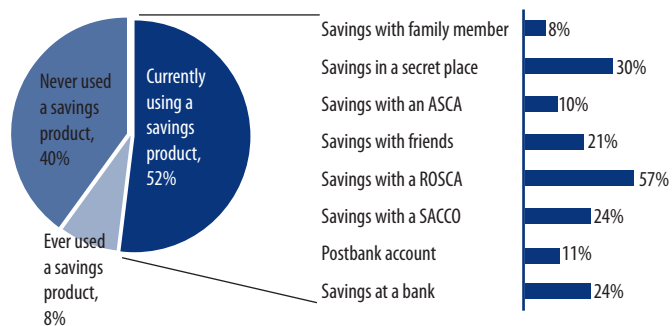 Never used
a savings
product,
40%
Currently
using a
savings
product,
52%
Ever used
a savings
product,
8%
Savings with family member 8%
Savings in a secret place 30%
Savings with an ASCA 10%
Savings with friends 21%
Savings with a ROSCA 57%
Savings with a SACCO 24%
Postbank account 11%
Savings at a bank 24%